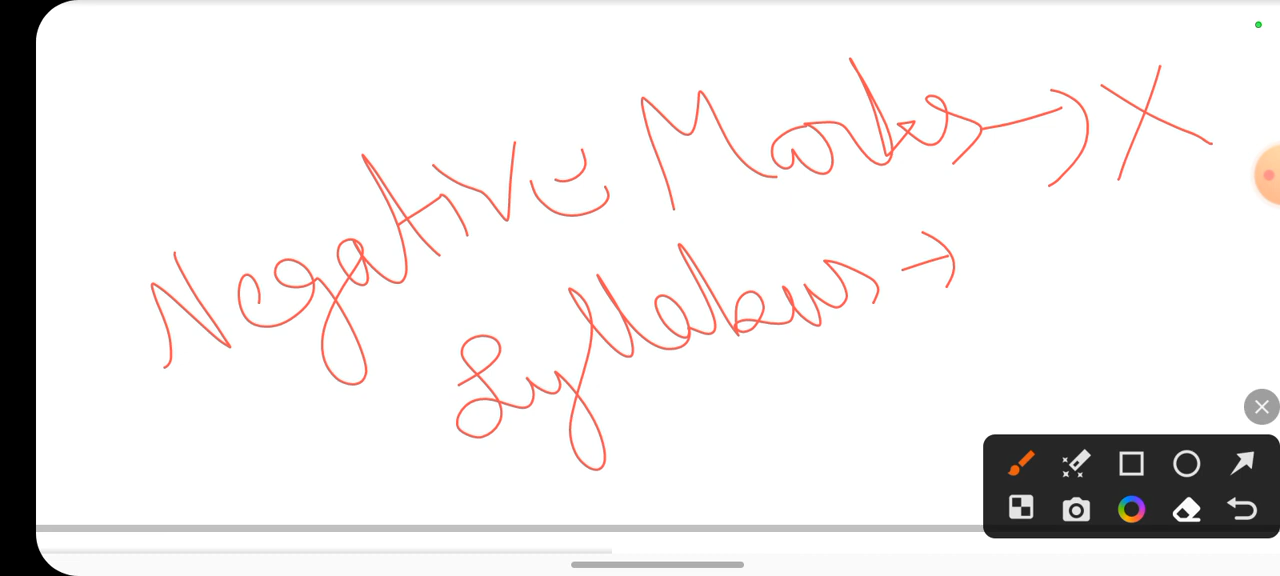 Negative Marks → X
Syllabus →